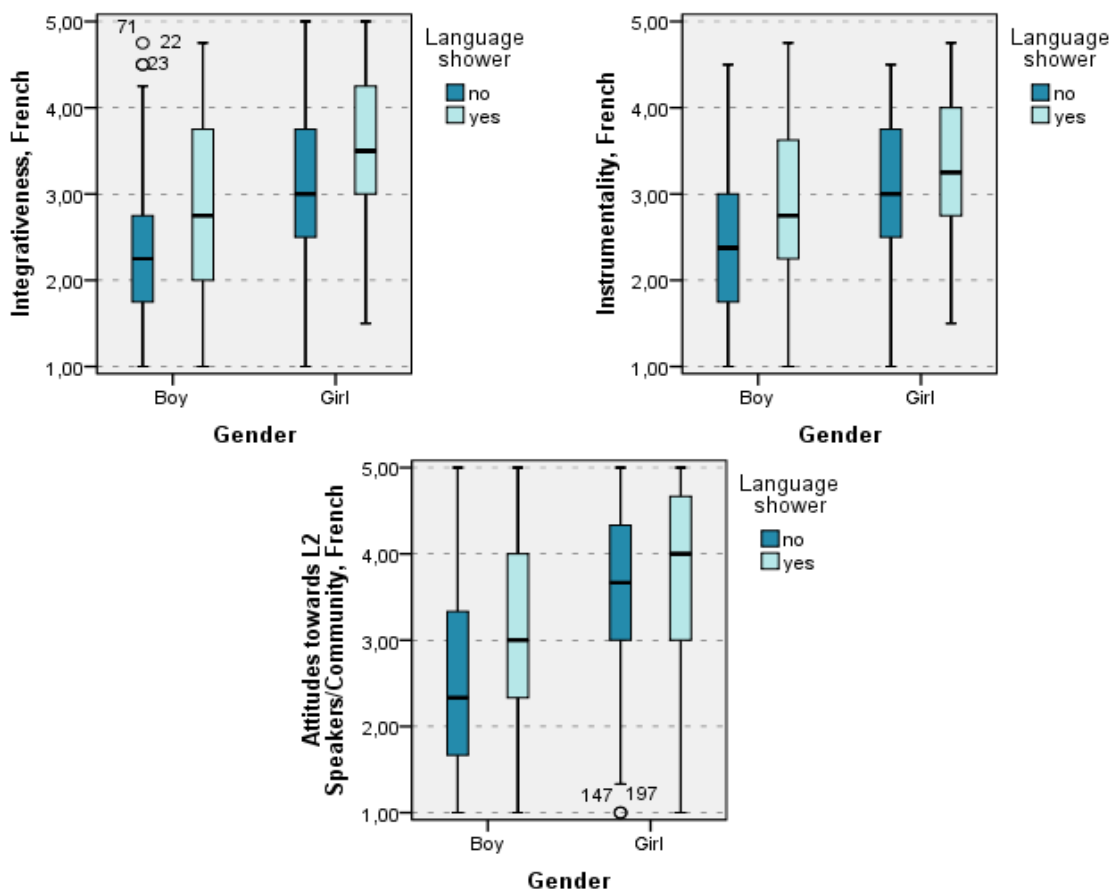 Integrativeness, French
5,00
4,00
3,00
2,00
1,00
71
22
23
Boy
Girl
Gender
Language
shower
no
yes
Instrumentality, French
5,00
4,00
3,00
2,00
1,00
Boy
Girl
Gender
Language
shower
no
yes
Attitudes towards L2
Speakers/Community, French
5,00
4,00
3,00
2,00
1,00
147 197
Boy
Girl
Gender
Language
shower
no
yes